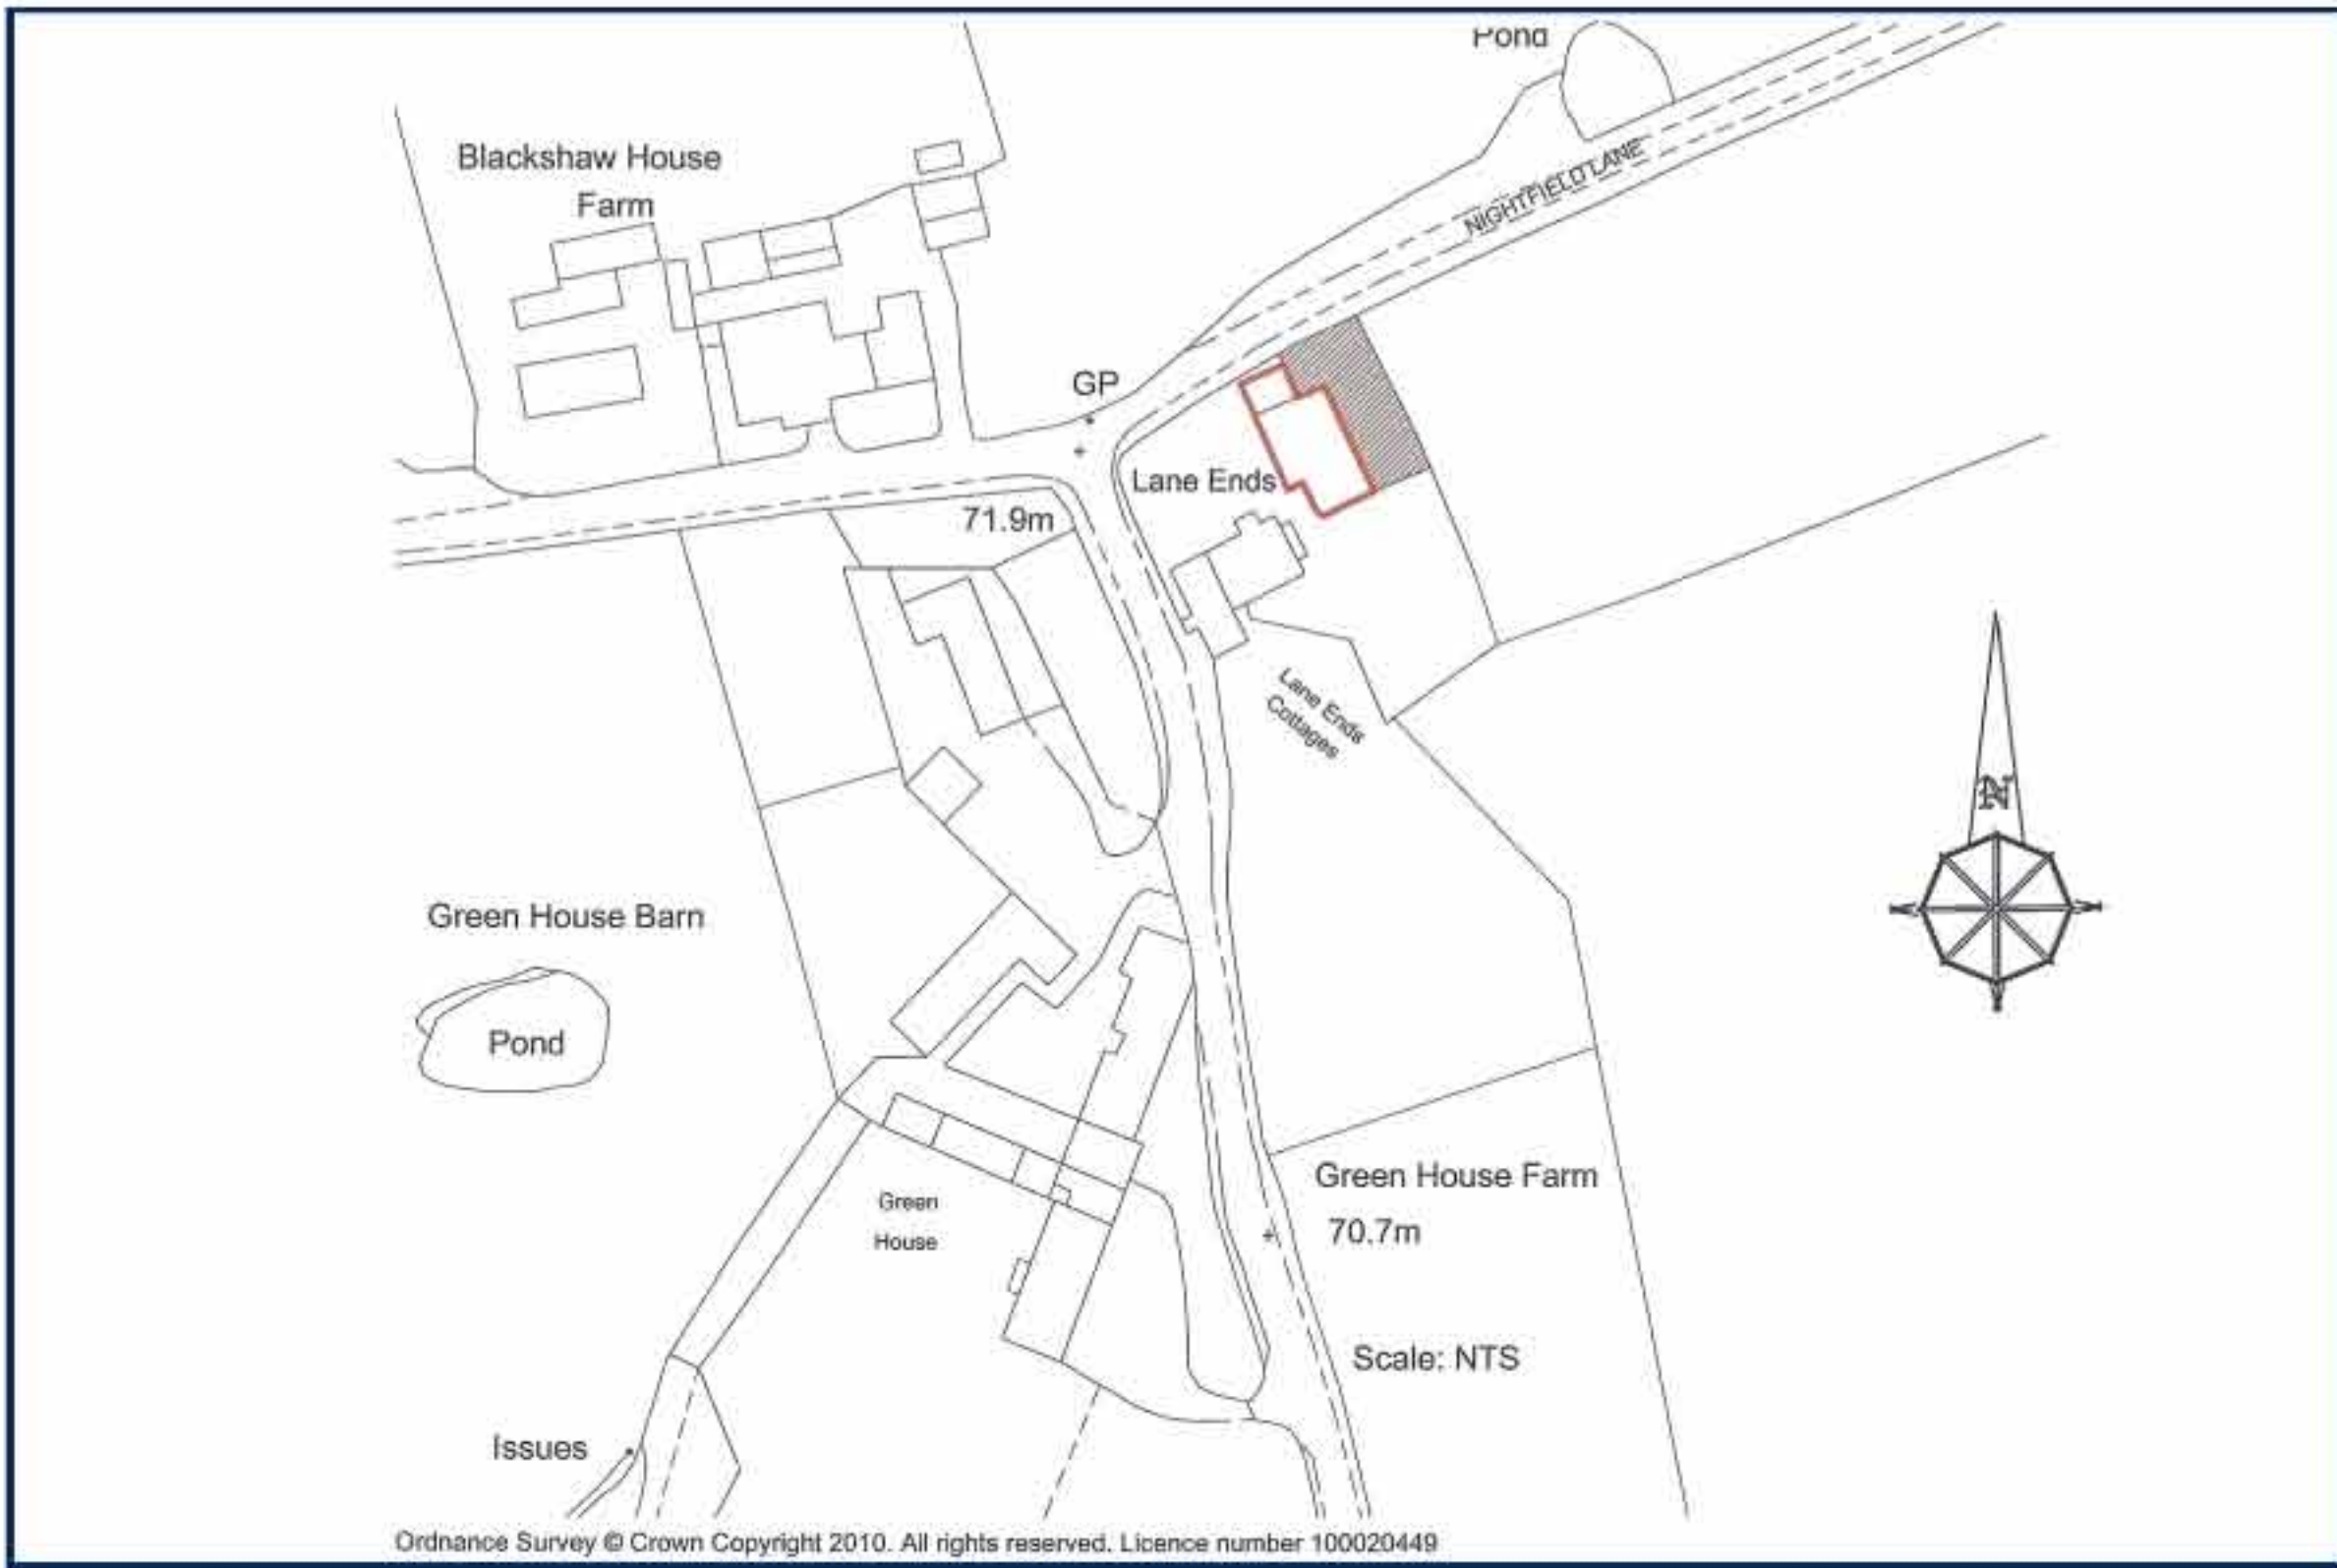 Pond
Blackshaw House
Farm
NIGHTFIELD LANE
GP
Lane Ends
71.9m
Lane Ends
Cottages
N
Green House Barn
Pond
Green House Farm
Green
House
70.7m
Scale: NTS
Issues
Ordnance Survey © Crown Copyright 2010. All rights reserved. Licence number 100020449